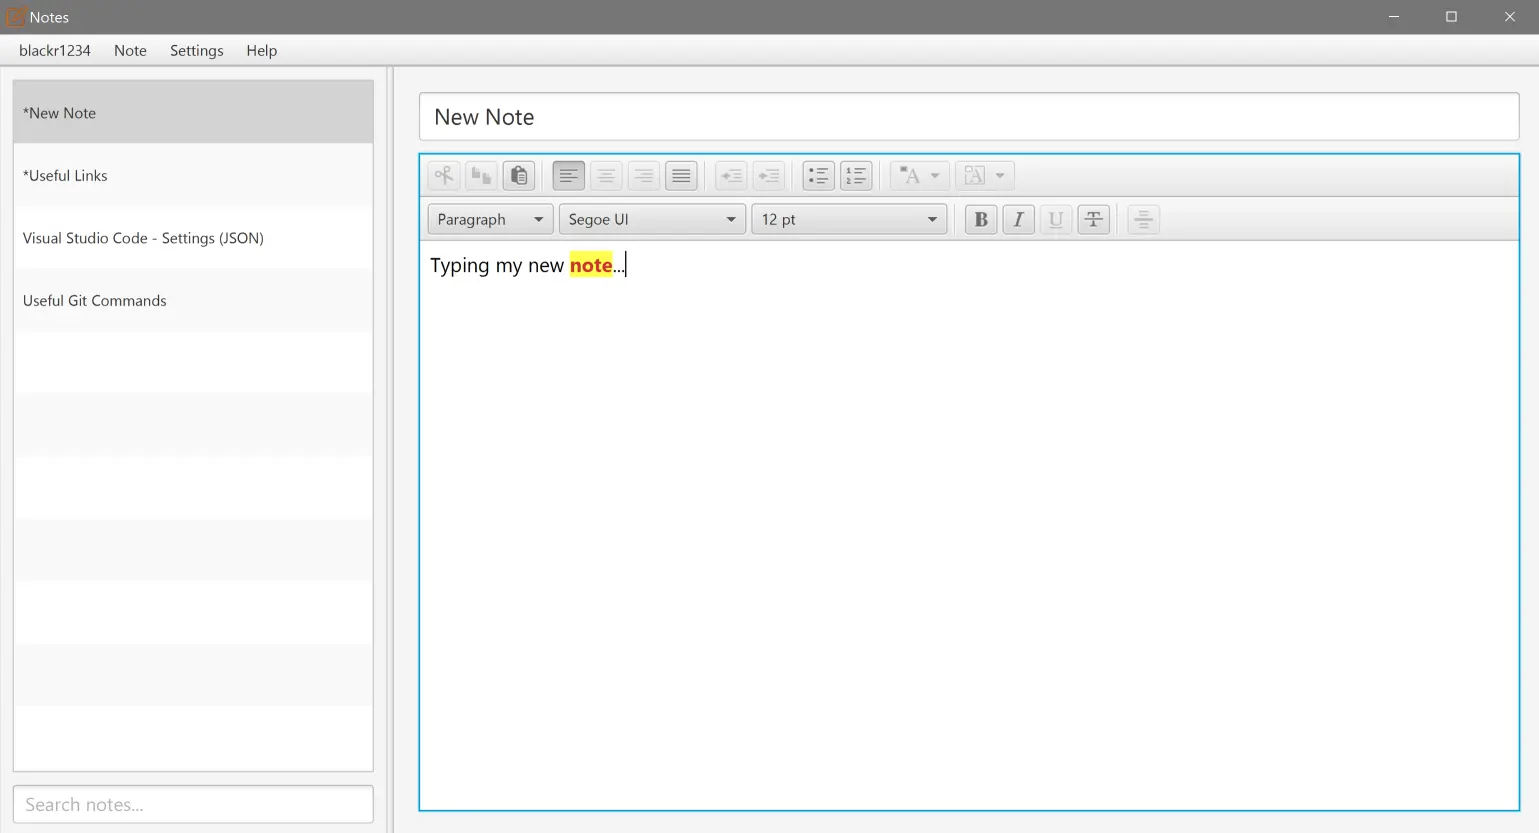 Notes
blackr1234 Note Settings Help
*New Note
*Useful Links
Visual Studio Code - Settings (JSON)
Useful Git Commands
Search notes...
New Note
Paragraph Segoe UI 12 pt B I U T
Typing my new note...